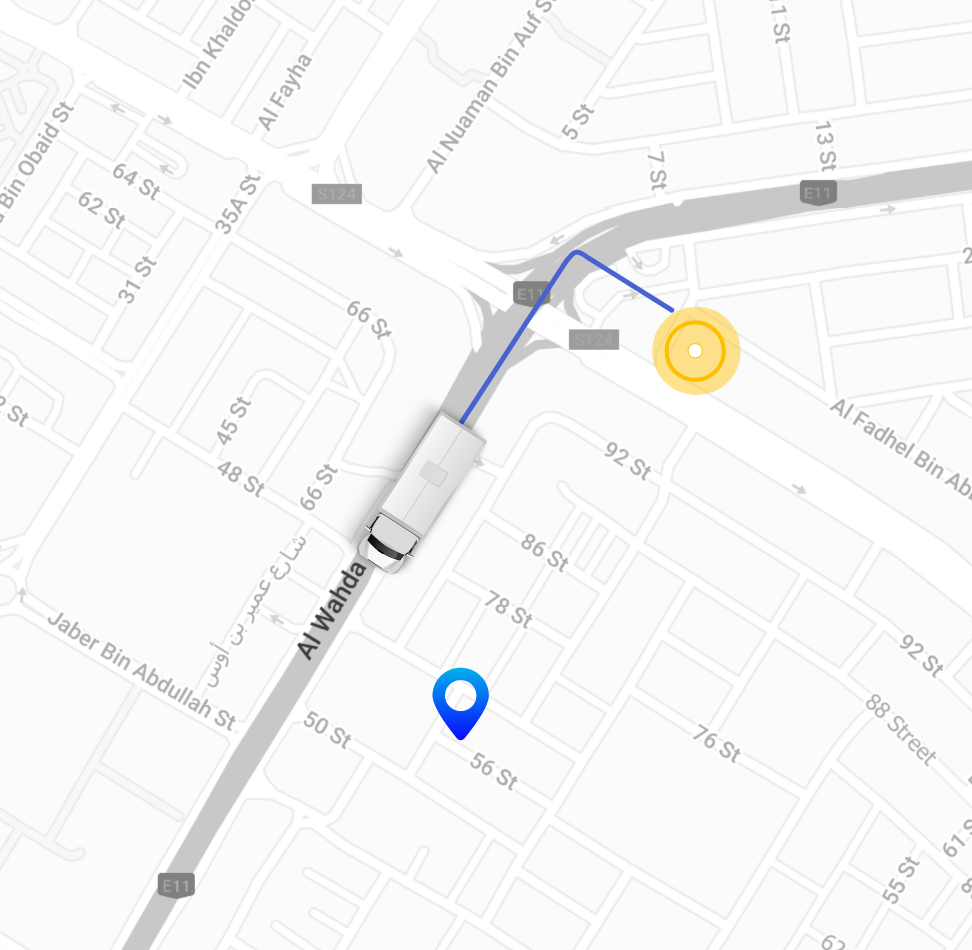 Ibn Khaldo
Al Fayha
Al Nuaman Bin Auf S
5 St
11 St
7 St
13 St
Bin Obaid St
64 St
62 St
35A St
S124
E11
31 St
66 St
E11
S124
45 St
48 St
66 St
92 St
Al Fadhel Bin Ab
شارع عمير بن أوس
86 St
78 St
Al Wahda
Jaber Bin Abdullah St
50 St
56 St
76 St
92 St
88 Street
E11
55 St
61 S
62